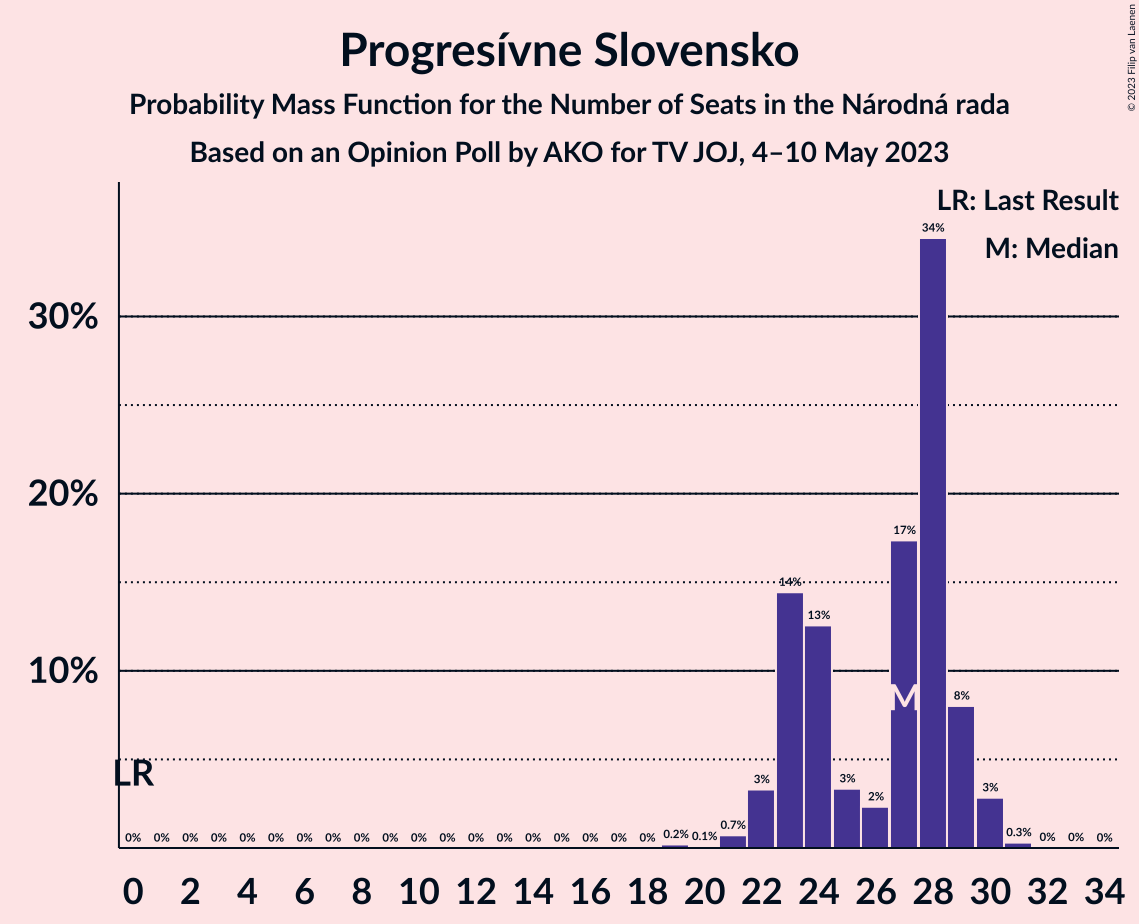 Progresívne Slovensko
Probability Mass Function for the Number of Seats in the Národná rada
Based on an Opinion Poll by AKO for TV JOJ, 4–10 May 2023
© 2023 Filip van Laenen
LR: Last Result
M: Median
34%
30%
20%
17%
14%
13%
10%
M
8%
LR
3% 3% 2% 3%
0% 0% 0% 0% 0% 0% 0% 0% 0% 0% 0% 0% 0% 0% 0% 0% 0% 0% 0% 0.2% 0.1% 0.7% 0.3% 0% 0% 0%
0 2 4 6 8 10 12 14 16 18 20 22 24 26 28 30 32 34